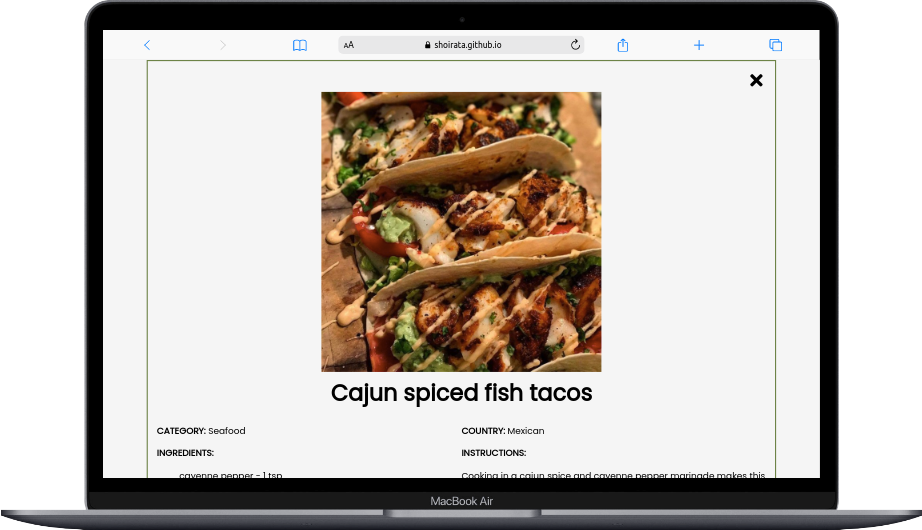 AA shoirata.github.io
Cajun spiced fish tacos
CATEGORY: Seafood
COUNTRY: Mexican
INGREDIENTS:
INSTRUCTIONS:
cayenne pepper - 1 tsp
Cooking in a cajun spice and cayenne pepper marinade makes this
MacBook Air